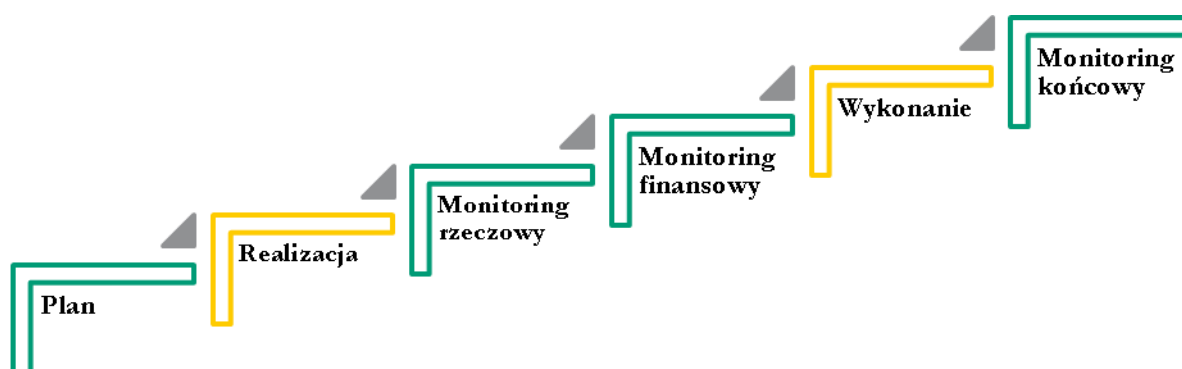 Plan
Realizacja
Monitoring
rzeczowy
Monitoring
finansowy
Wykonanie
Monitoring
końcowy